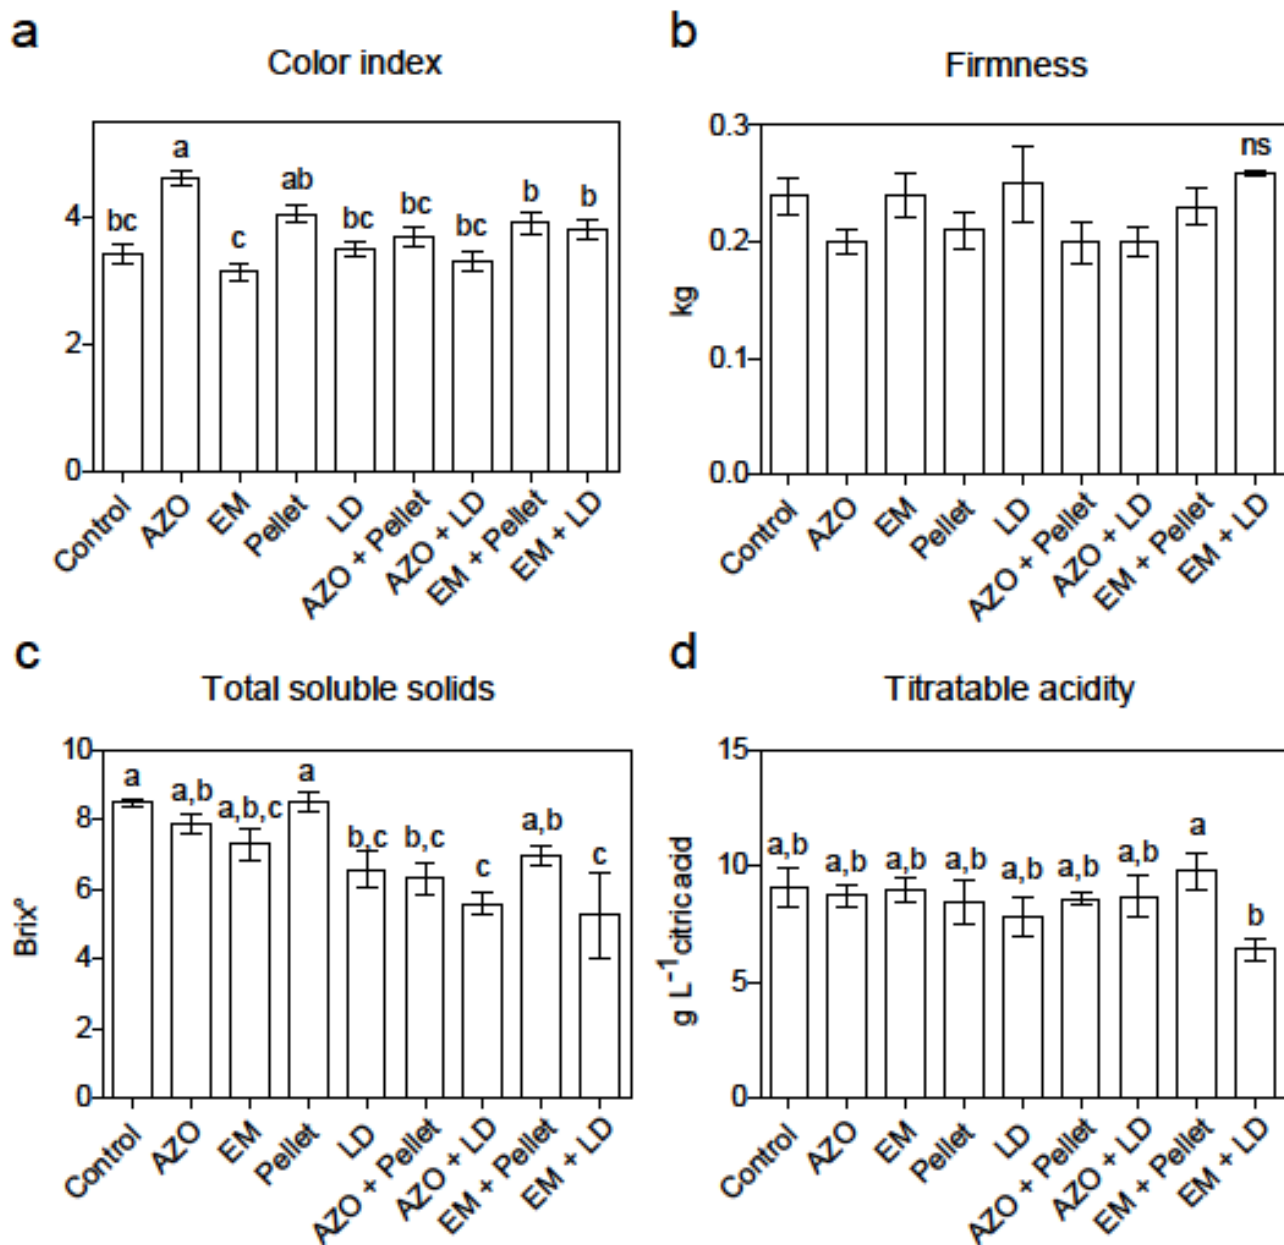 a
Color index
4
2
0
bc
a
c
ab
bc
bc
bc
b
b
Control
AZO
EM
Pellet
LD
AZO + Pellet
AZO + LD
EM + Pellet
EM + LD
b
Firmness
kg
0.3
0.2
0.1
0.0
ns
Control
AZO
EM
Pellet
LD
AZO + Pellet
AZO + LD
EM + Pellet
EM + LD
c
Total soluble solids
Brixº
10
8
6
4
2
0
a
a,b
a,b,c
a
b,c
b,c
c
a,b
c
Control
AZO
EM
Pellet
LD
AZO + Pellet
AZO + LD
EM + Pellet
EM + LD
d
Titratable acidity
g L⁻¹citric acid
15
10
5
0
a,b
a,b
a,b
a,b
a,b
a,b
a,b
a
b
Control
AZO
EM
Pellet
LD
AZO + Pellet
AZO + LD
EM + Pellet
EM + LD